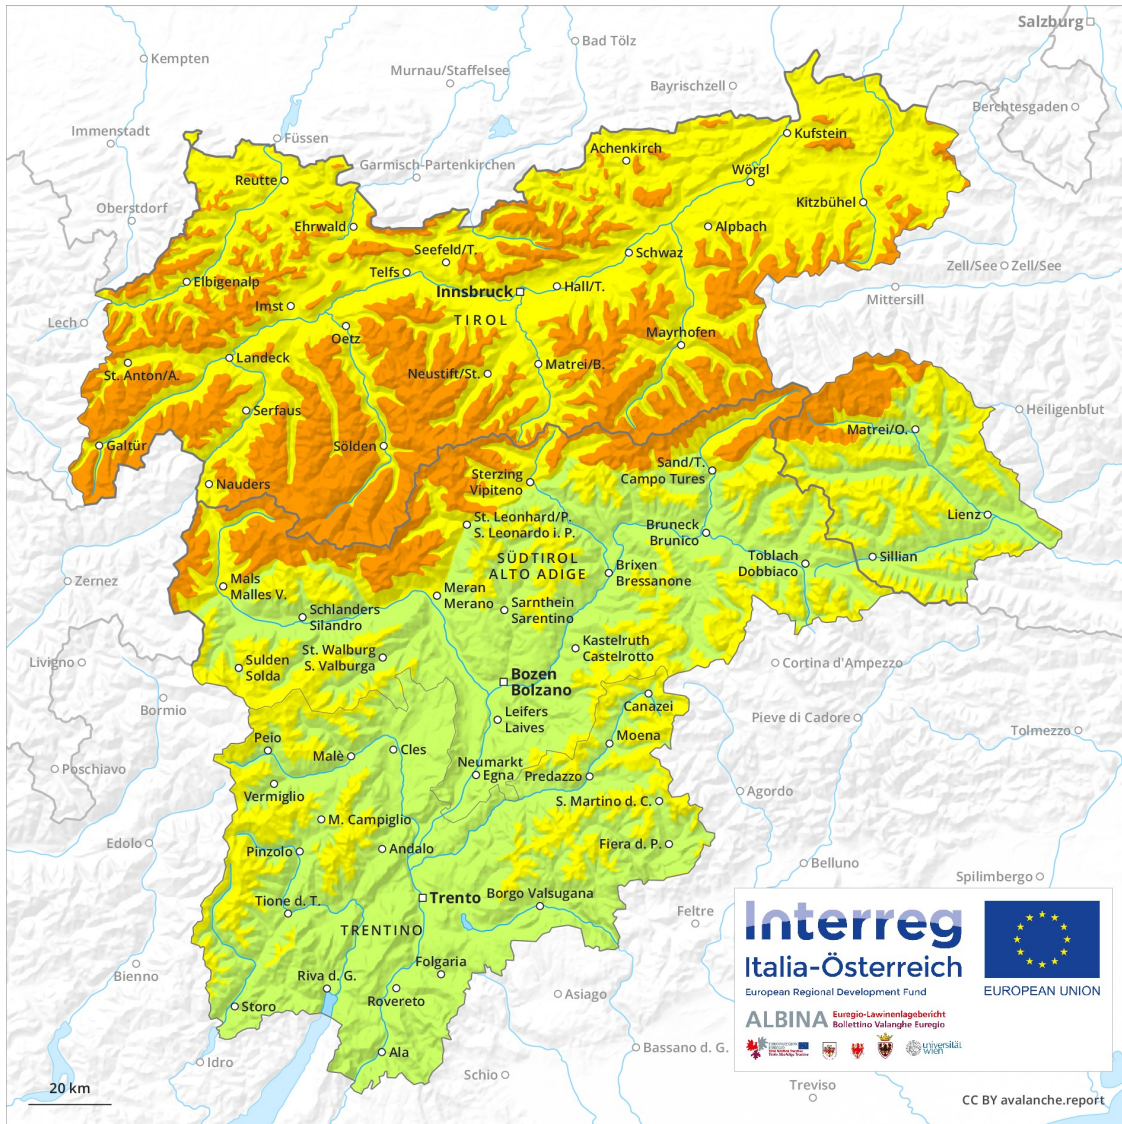 Salzburg
Bad Tölz
Kempten
Murnau/Staffelsee
Bayrischzell
Berchtesgaden
Immenstadt
Füssen
Kufstein
Achenkirch
Garmisch-Partenkirchen
Wörgl
Reutte
Oberstdorf
Kitzbühel
Ehrwald
Alpbach
Seefeld/T.
Schwaz
Telfs
Zell/See
Zell/See
Elbigenalp
Hall/T.
Innsbruck
Mittersill
Imst
TIROL
Lech
Oetz
Mayrhofen
Landeck
Matrei/B.
St. Anton/A.
Neustift/St.
Serfaus
Heiligenblut
Matrei/O.
Galtür
Sölden
Sand/T.
Campo Tures
Sterzing
Vipiteno
Nauders
Lienz
St. Leonhard/P.
S. Leonardo i. P.
Bruneck
Brunico
Toblach
Dobbiaco
Sillian
SÜDTIROL
ALTO ADIGE
Brixen
Bressanone
Zernez
Mals
Malles V.
Meran
Merano
Sarnthein
Sarentino
Schlanders
Silandro
Kastelruth
Castelrotto
St. Walburg
S. Valburga
Livigno
Sulden
Solda
Cortina d'Ampezzo
Bozen
Bolzano
Canazei
Bormio
Leifers
Laives
Pieve di Cadore
Tolmezzo
Moena
Peio
Malè
Cles
Neumarkt
Egna
Predazzo
Poschiavo
Vermiglio
Agordo
S. Martino d. C.
M. Campiglio
Edolo
Pinzolo
Andalo
Fiera d. P.
Belluno
Spilimbergo
Tione d. T.
Trento
Borgo Valsugana
Feltre
TRENTINO
Folgaria
Bienno
Riva d. G.
Rovereto
Asiago
Storo
Ala
Idro
Schio
Bassano d. G.
Treviso
20 km
Interreg
Italia-Österreich
European Regional Development Fund
EUROPEAN UNION
ALBINA
Euregio-Lawinenlagebericht
Bollettino Valanghe Euregio
universität
wien
CC BY avalanche.report